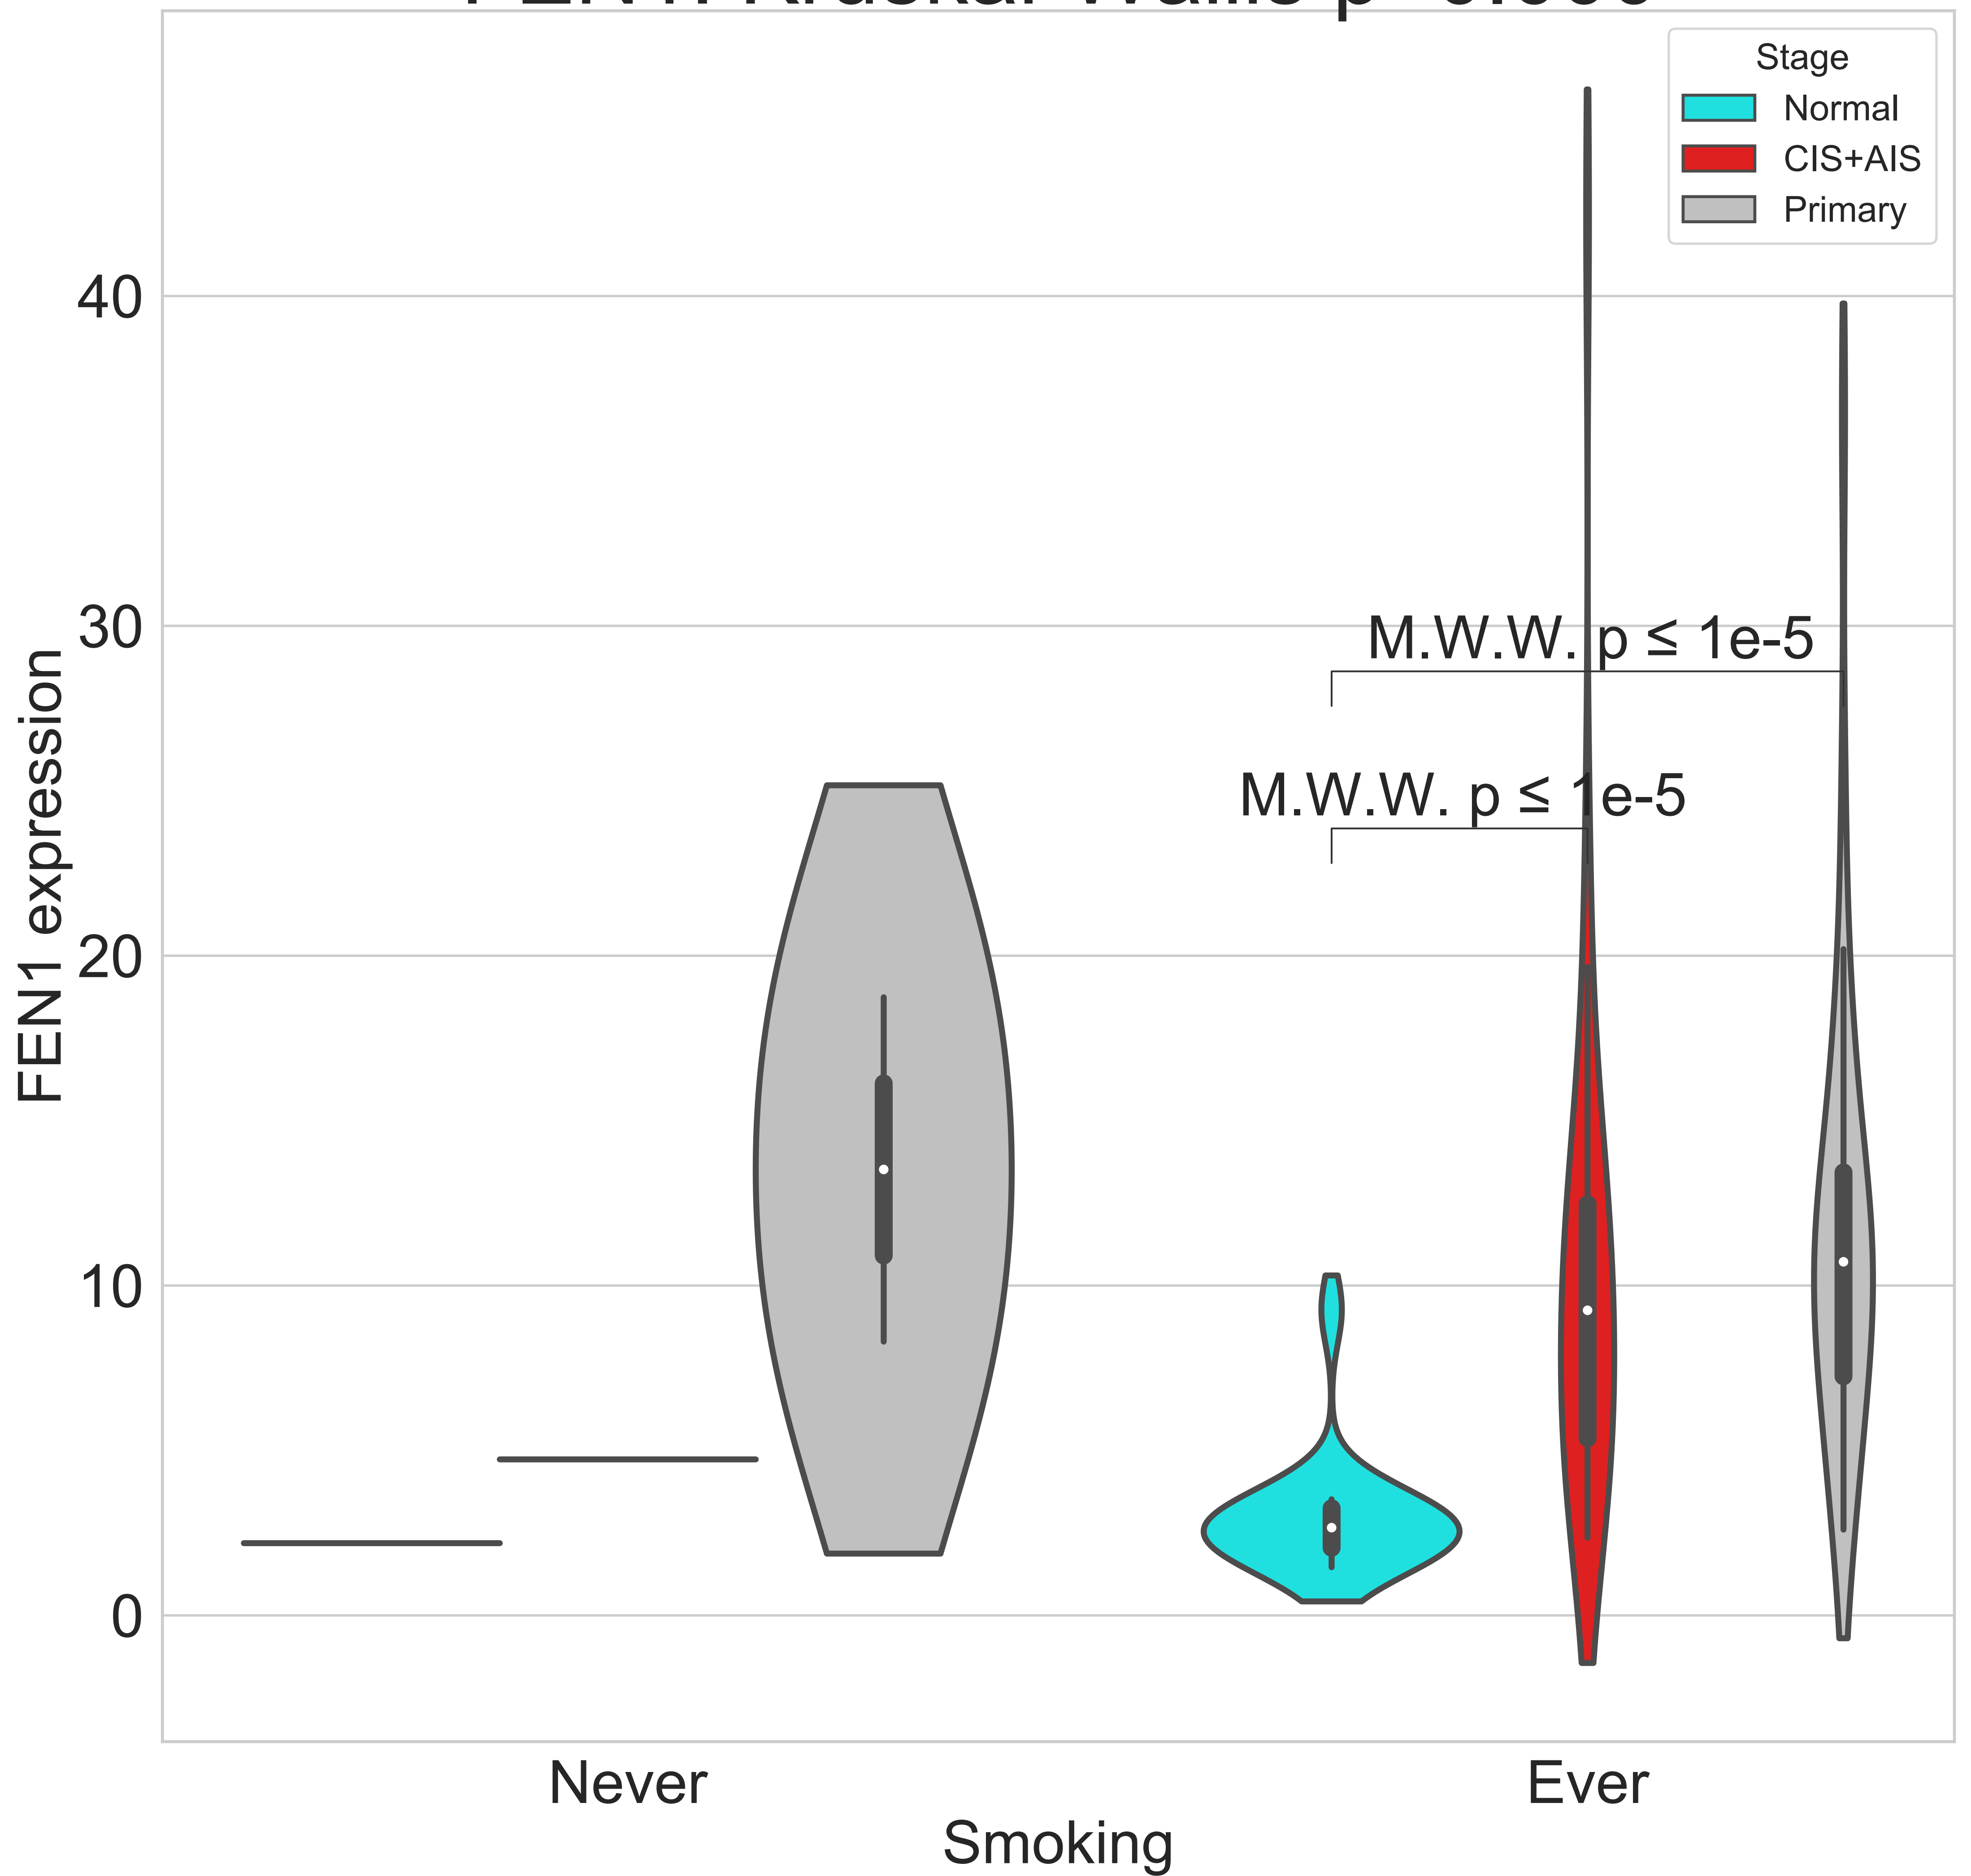 Stage
Normal
CIS+AIS
Primary
40
30
20
10
0
FEN1 expression
M.W.W. p ≤ 1e-5
M.W.W. p ≤ 1e-5
Never
Ever
Smoking